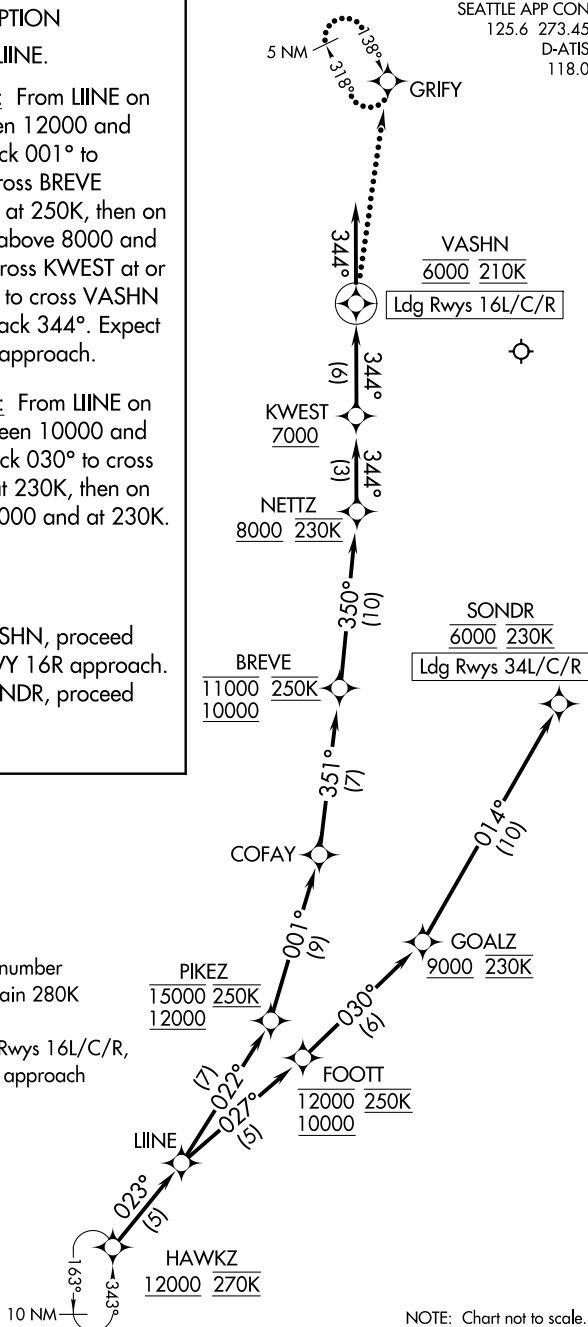 PTION
LIINE.
: From LIINE on
en 12000 and
ck 001° to
ross BREVE
at 250K, then on
above 8000 and
cross KWEST at or
to cross VASHN
ack 344°. Expect
approach.
: From LIINE on
een 10000 and
ck 030° to cross
at 230K, then on
000 and at 230K.
SHN, proceed
VY 16R approach.
NDR, proceed
SEATTLE APP CON
125.6 273.45
D-ATIS
118.0
5 NM
138°
318°
GRIFY
344°
VASHN
6000 210K
Ldg Rwys 16L/C/R
344°
(6)
KWEST
7000
344°
(3)
NETTZ
8000 230K
350°
(10)
SONDR
6000 230K
Ldg Rwys 34L/C/R
BREVE
11000 250K
10000
351°
(7)
014°
(10)
COFAY
001°
(9)
GOALZ
9000 230K
number
ain 280K
Rwys 16L/C/R,
approach
PIKEZ
15000 250K
12000
030°
(6)
FOOTT
12000 250K
10000
(7)
022°
027°
(5)
LIINE
023°
(5)
HAWKZ
12000 270K
163°
343°
10 NM
NOTE: Chart not to scale.